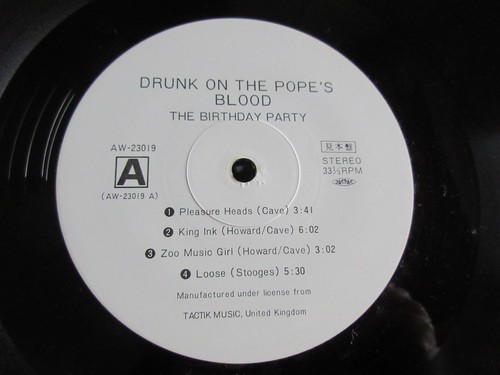 DRUNK ON THE POPE'S
BLOOD
THE BIRTHDAY PARTY
AW-23019
A
(AW-23019 A)
見本盤
STEREO
33⅓RPM
❶ Pleasure Heads (Cave) 3:41
❷ King Ink (Howard/Cave) 6:02
❸ Zoo Music Girl (Howard/Cave) 3:02
❹ Loose (Stooges) 5:30
Manufactured under license from
TACTIK MUSIC, United Kingdom